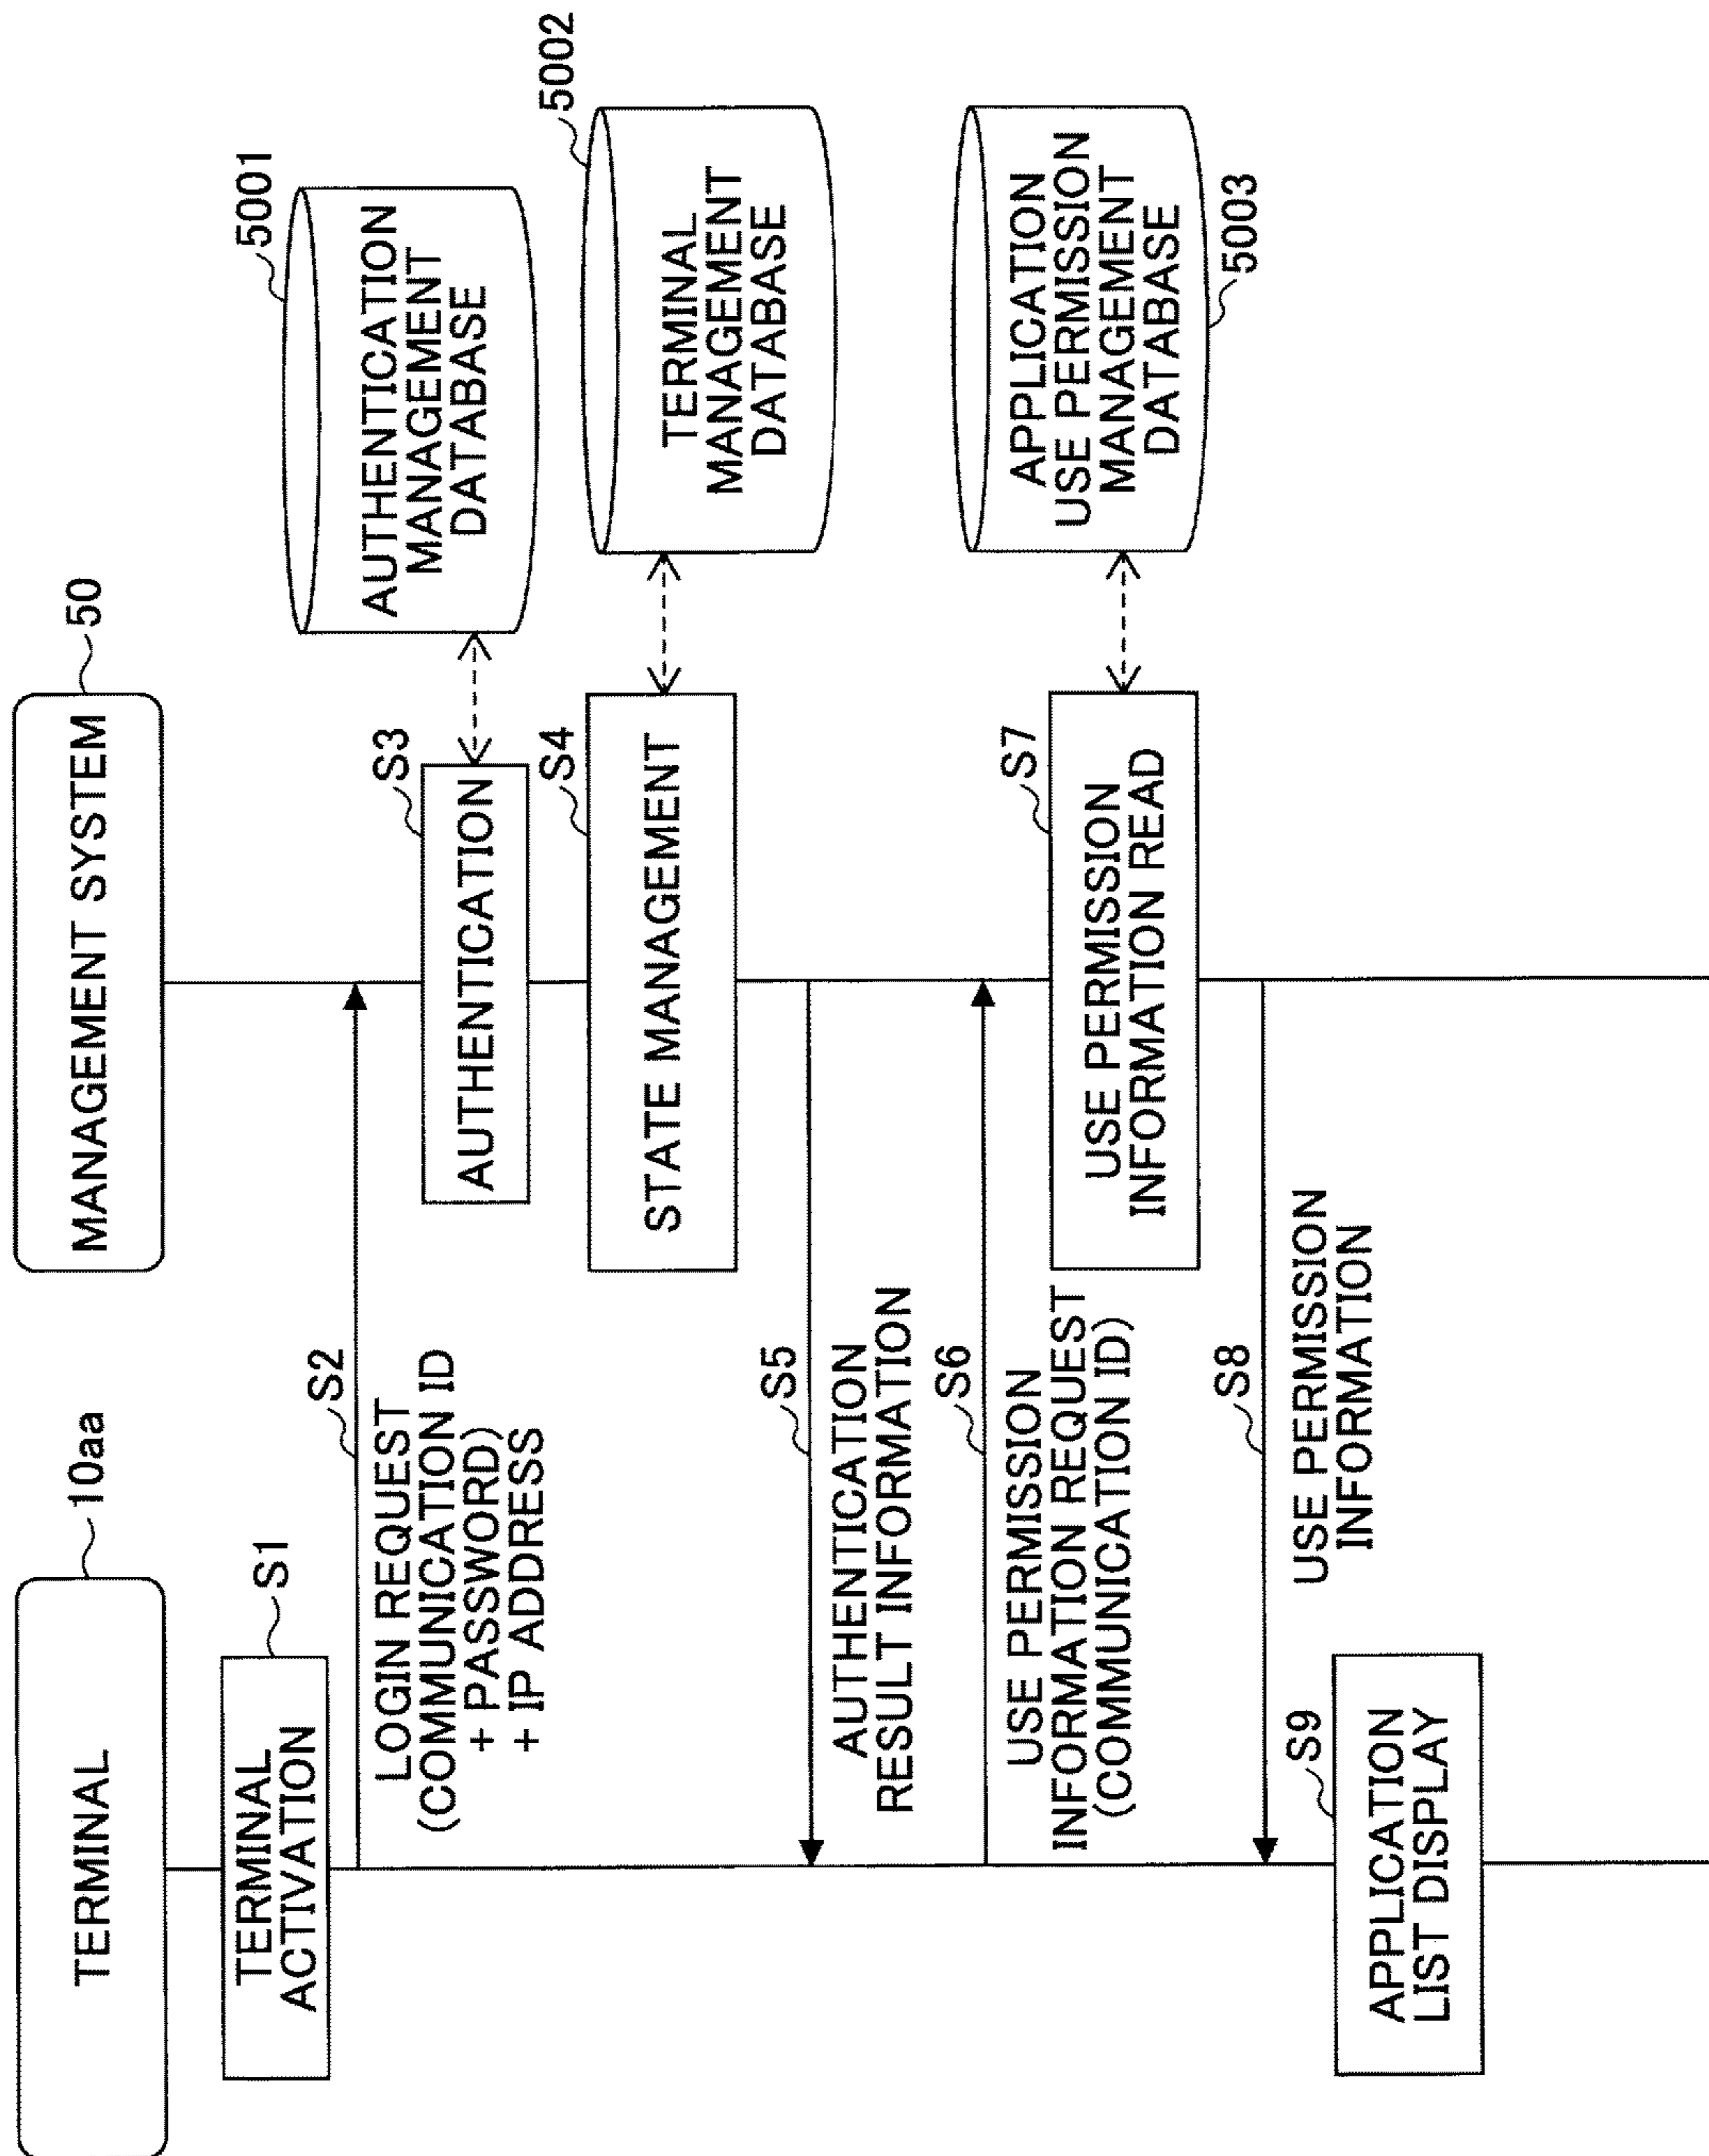 TERMINAL
10aa
MANAGEMENT SYSTEM
50
TERMINAL
ACTIVATION
S1
S2
LOGIN REQUEST
(COMMUNICATION ID
+ PASSWORD)
+ IP ADDRESS
AUTHENTICATION
S3
AUTHENTICATION
MANAGEMENT
DATABASE
5001
STATE MANAGEMENT
S4
TERMINAL
MANAGEMENT
DATABASE
5002
S5
AUTHENTICATION
RESULT INFORMATION
S6
USE PERMISSION
INFORMATION REQUEST
(COMMUNICATION ID)
USE PERMISSION
INFORMATION READ
S7
APPLICATION
USE PERMISSION
MANAGEMENT
DATABASE
5003
S8
USE PERMISSION
INFORMATION
APPLICATION
LIST DISPLAY
S9